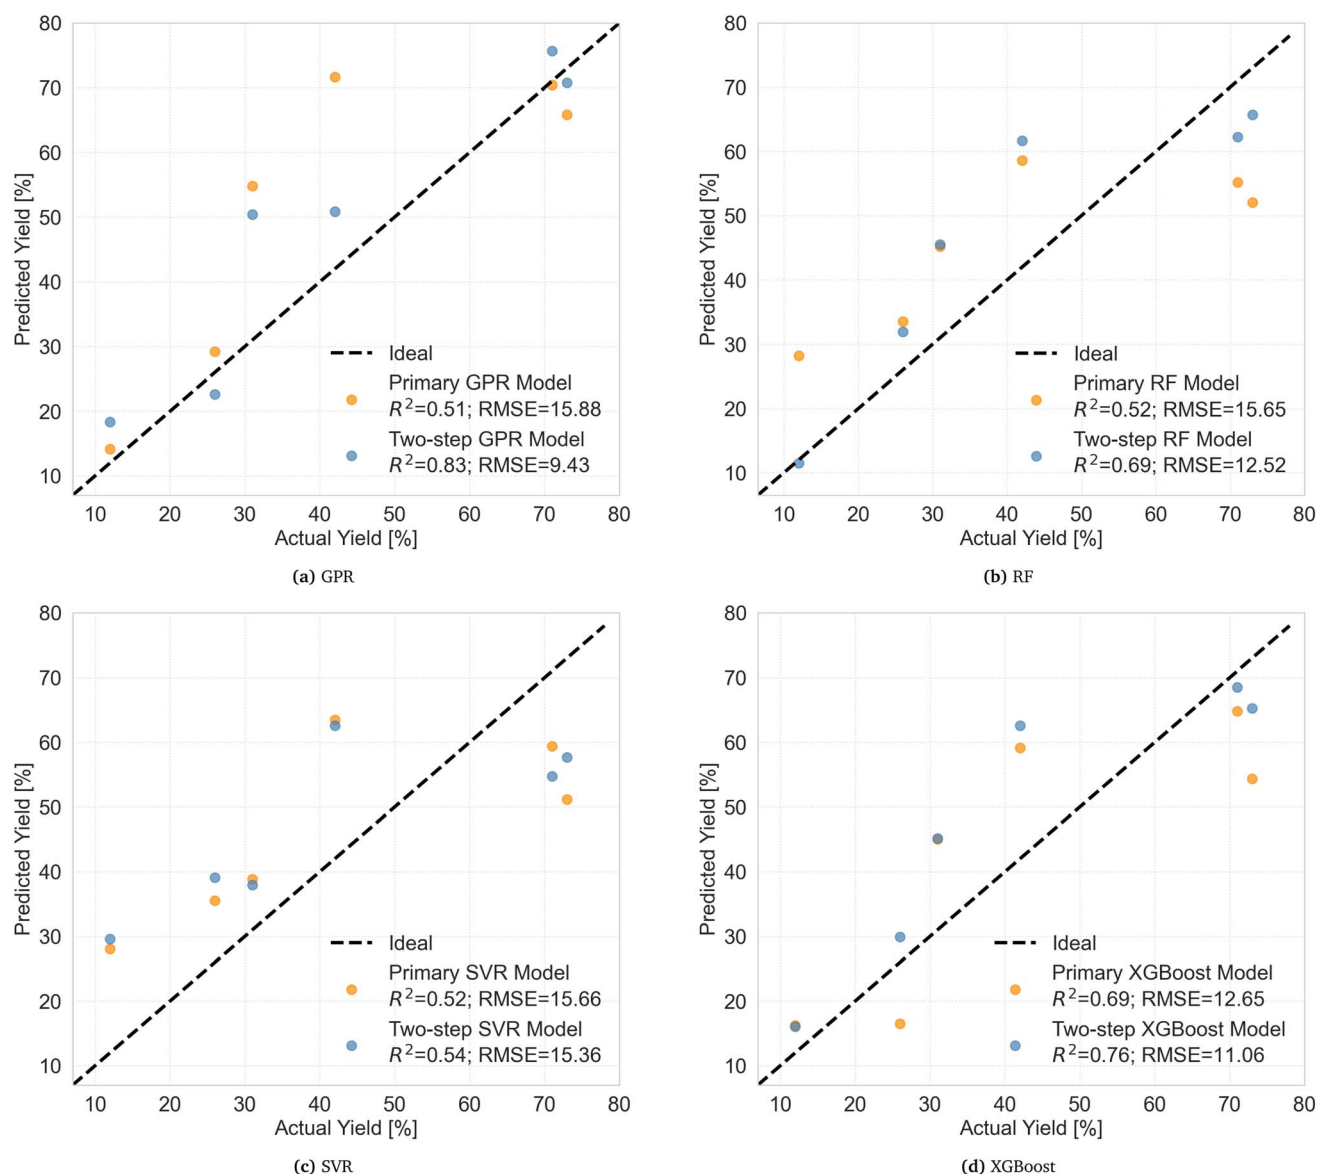 80
70
60
50
40
30
20
10
Predicted Yield [%]
Ideal
Primary GPR Model
R²=0.51; RMSE=15.88
Two-step GPR Model
R²=0.83; RMSE=9.43
10 20 30 40 50 60 70 80
Actual Yield [%]
(a) GPR
80
70
60
50
40
30
20
10
Predicted Yield [%]
Ideal
Primary RF Model
R²=0.52; RMSE=15.65
Two-step RF Model
R²=0.69; RMSE=12.52
10 20 30 40 50 60 70 80
Actual Yield [%]
(b) RF
80
70
60
50
40
30
20
10
Predicted Yield [%]
Ideal
Primary SVR Model
R²=0.52; RMSE=15.66
Two-step SVR Model
R²=0.54; RMSE=15.36
10 20 30 40 50 60 70 80
Actual Yield [%]
(c) SVR
80
70
60
50
40
30
20
10
Predicted Yield [%]
Ideal
Primary XGBoost Model
R²=0.69; RMSE=12.65
Two-step XGBoost Model
R²=0.76; RMSE=11.06
10 20 30 40 50 60 70 80
Actual Yield [%]
(d) XGBoost